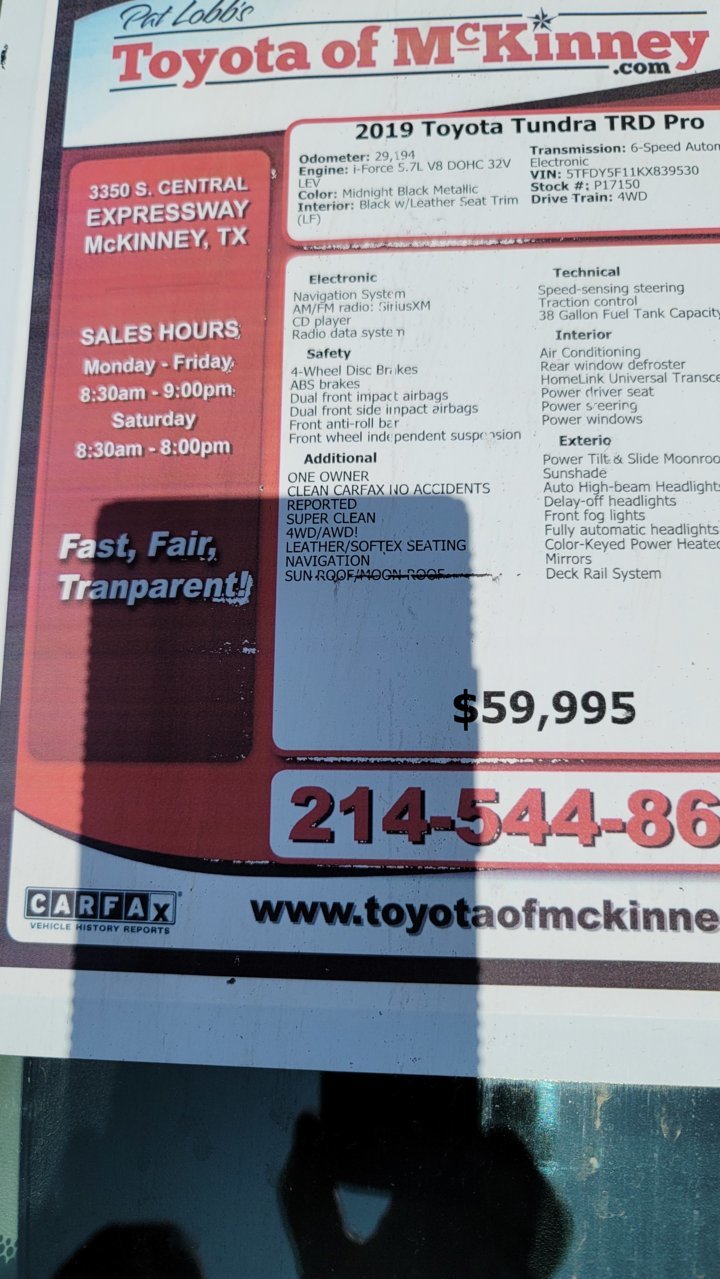 Pat Lobb's
Toyota of McKinney
.com
2019 Toyota Tundra TRD Pro
3350 S. CENTRAL
EXPRESSWAY
McKINNEY, TX
SALES HOURS
Monday - Friday
8:30am - 9:00pm
Saturday
8:30am - 8:00pm
Fast, Fair,
Tranparent!
Odometer: 29,194
Engine: i-Force 5.7L V8 DOHC 32V
LEV
Color: Midnight Black Metallic
Interior: Black w/Leather Seat Trim
(LF)
Transmission: 6-Speed Autom
Electronic
VIN: 5TFDY5F11KX839530
Stock #: P17150
Drive Train: 4WD
Electronic
Navigation System
AM/FM radio: SiriusXM
CD player
Radio data system
Safety
4-Wheel Disc Brakes
ABS brakes
Dual front impact airbags
Dual front side impact airbags
Front anti-roll bar
Front wheel independent suspension
Additional
ONE OWNER
CLEAN CARFAX NO ACCIDENTS
REPORTED
SUPER CLEAN
4WD/AWD!
LEATHER/SOFTEX SEATING
NAVIGATION
SUN ROOF/MOON ROOF
Technical
Speed-sensing steering
Traction control
38 Gallon Fuel Tank Capacity
Interior
Air Conditioning
Rear window defroster
HomeLink Universal Transce
Power driver seat
Power steering
Power windows
Exterio
Power Tilt & Slide Moonroo
Sunshade
Auto High-beam Headlights
Delay-off headlights
Front fog lights
Fully automatic headlights
Color-Keyed Power Heated
Mirrors
Deck Rail System
$59,995
214-544-86
CARFAX
VEHICLE HISTORY REPORTS
www.toyotaofmckinne